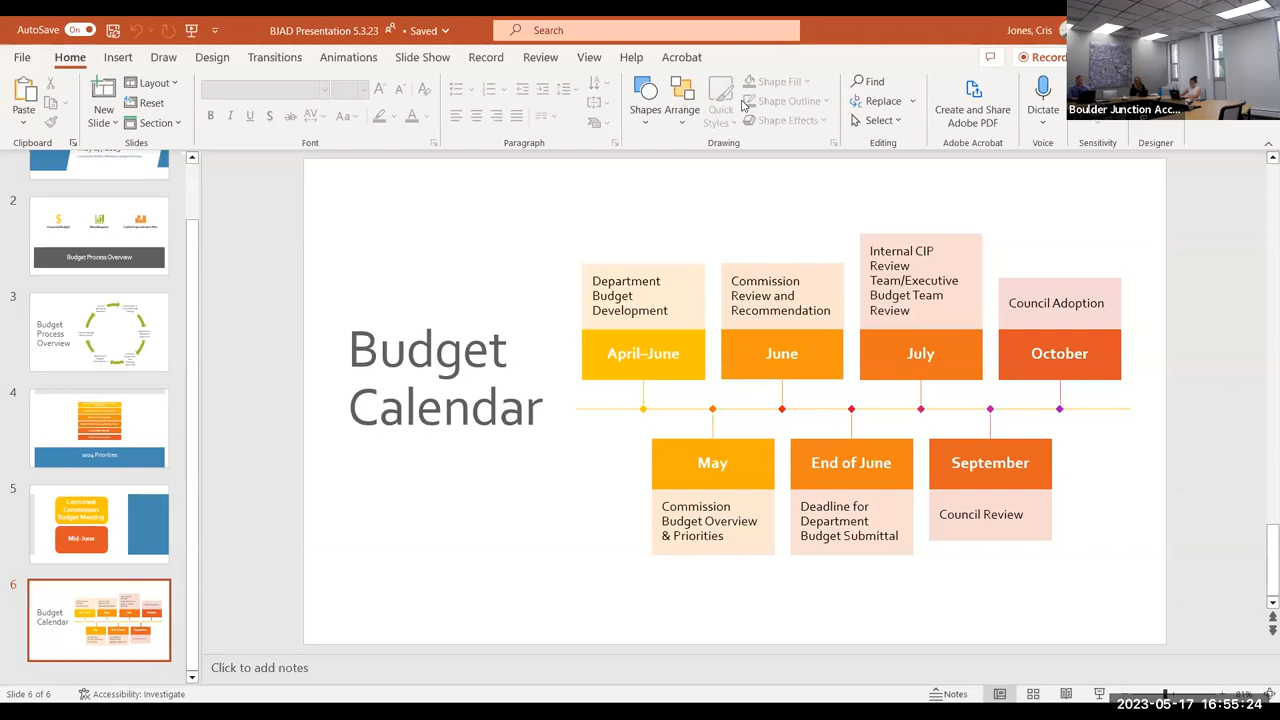 AutoSave
On
BJAD Presentation 5.3.23
• Saved
Search
Jones, Cris
File
Home
Insert
Draw
Design
Transitions
Animations
Slide Show
Record
Review
View
Help
Acrobat
Record
Boulder Junction Acc...
Paste
New
Slide
Layout
Reset
Section
Shapes
Arrange
Quick
Styles
Shape Fill
Shape Outline
Shape Effects
Find
Replace
Select
Create and Share
Adobe PDF
Dictate
Clipboard
Slides
Font
Paragraph
Drawing
Editing
Adobe Acrobat
Voice
Sensitivity
Designer
2
Budget Process Overview
3
Budget
Process
Overview
4
2024 Priorities
5
Concerned
Commission
Budget Meeting
Mid-June
6
Budget
Calendar
Budget
Calendar
Department
Budget
Development
April–June
Commission
Review and
Recommendation
June
Internal CIP
Review
Team/Executive
Budget Team
Review
July
Council Adoption
October
May
Commission
Budget Overview
& Priorities
End of June
Deadline for
Department
Budget Submittal
September
Council Review
Click to add notes
Slide 6 of 6
Accessibility: Investigate
Notes
81%
2023-05-17 16:55:24